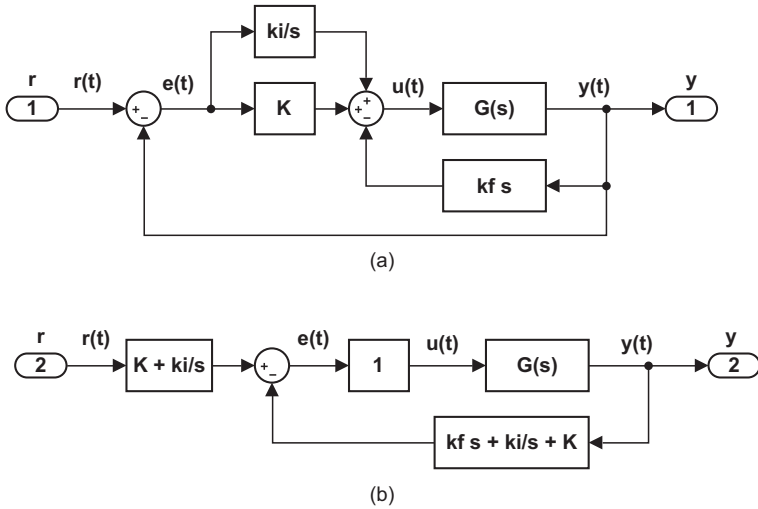 ki/s
r
r(t)
e(t)
u(t)
y(t)
y
1
+
−
K
+
+
−
G(s)
1
kf s
(a)
r
r(t)
e(t)
u(t)
y(t)
y
2
K + ki/s
+
−
1
G(s)
2
kf s + ki/s + K
(b)